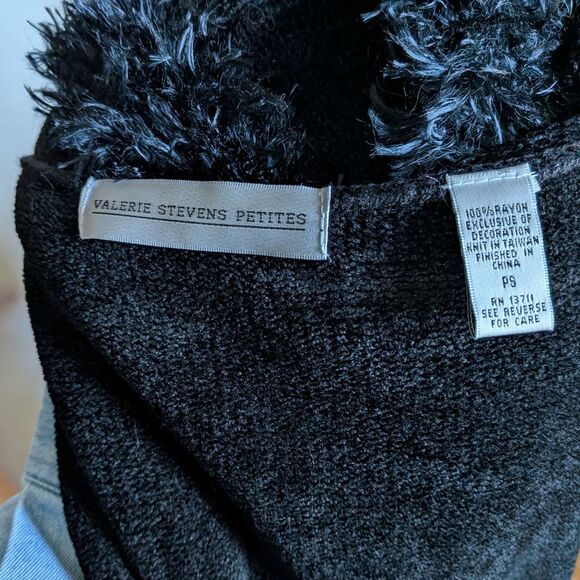 VALERIE STEVENS PETITES
100% RAYON
EXCLUSIVE OF
DECORATION
KNIT IN TAIWAN
FINISHED IN
CHINA
PS
RN 13711
SEE REVERSE
FOR CARE